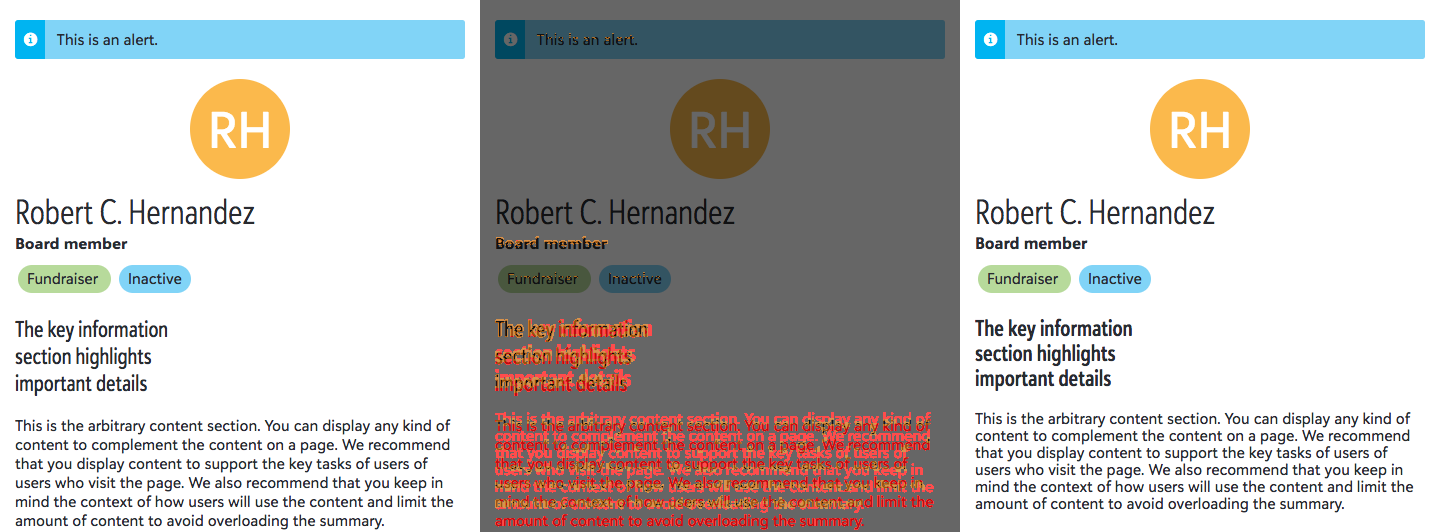 This is an alert.
RH
Robert C. Hernandez
Board member
Fundraiser Inactive
The key information
section highlights
important details
This is the arbitrary content section. You can display any kind of
content to complement the content on a page. We recommend
that you display content to support the key tasks of users of
users who visit the page. We also recommend that you keep in
mind the context of how users will use the content and limit the
amount of content to avoid overloading the summary.
This is an alert.
RH
Robert C. Hernandez
Board member
Fundraiser Inactive
The key information
section highlights
important details
This is the arbitrary content section. You can display any kind of
content to complement the content on a page. We recommend
that you display content to support the key tasks of users of
users who visit the page. We also recommend that you keep in
mind the context of how users will use the content and limit the
amount of content to avoid overloading the summary.
This is an alert.
RH
Robert C. Hernandez
Board member
Fundraiser Inactive
The key information
section highlights
important details
This is the arbitrary content section. You can display any kind of
content to complement the content on a page. We recommend
that you display content to support the key tasks of users of
users who visit the page. We also recommend that you keep in
mind the context of how users will use the content and limit the
amount of content to avoid overloading the summary.